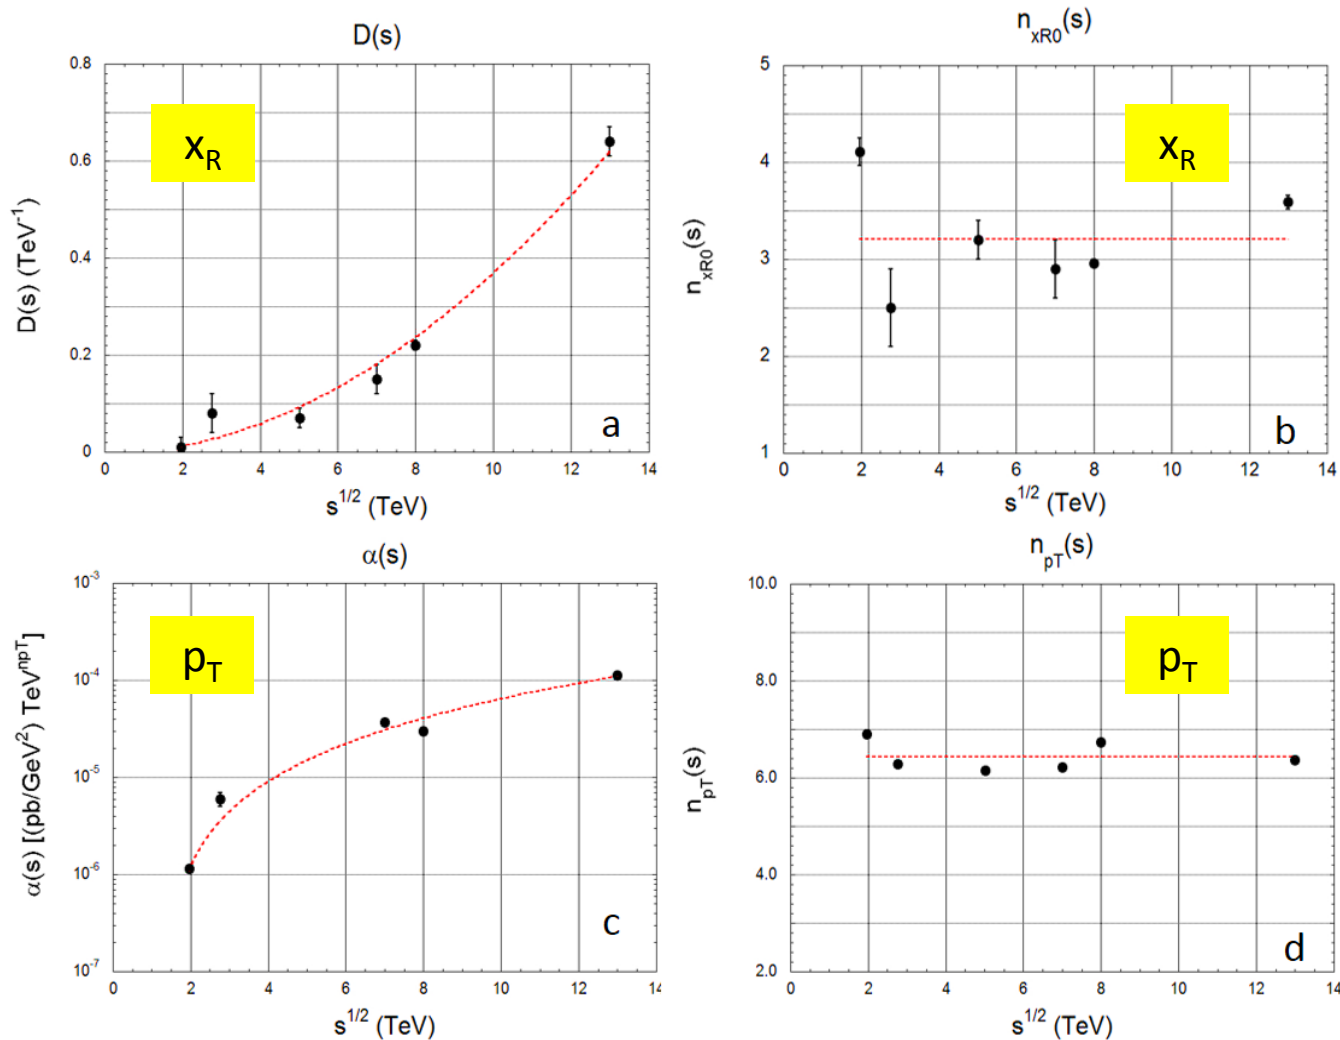 D(s)
0.8
0.6
0.4
0.2
0
D(s) (TeV⁻¹)
x_R
a
0 2 4 6 8 10 12 14
s^1/2 (TeV)
n_xR0(s)
5
4
3
2
1
n_xR0(s)
x_R
b
0 2 4 6 8 10 12 14
s^1/2 (TeV)
α(s)
10⁻³
10⁻⁴
10⁻⁵
10⁻⁶
10⁻⁷
α(s) [(pb/GeV²) TeV^npT]
p_T
c
0 2 4 6 8 10 12 14
s^1/2 (TeV)
n_pT(s)
10.0
8.0
6.0
4.0
2.0
n_pT(s)
p_T
d
0 2 4 6 8 10 12 14
s^1/2 (TeV)